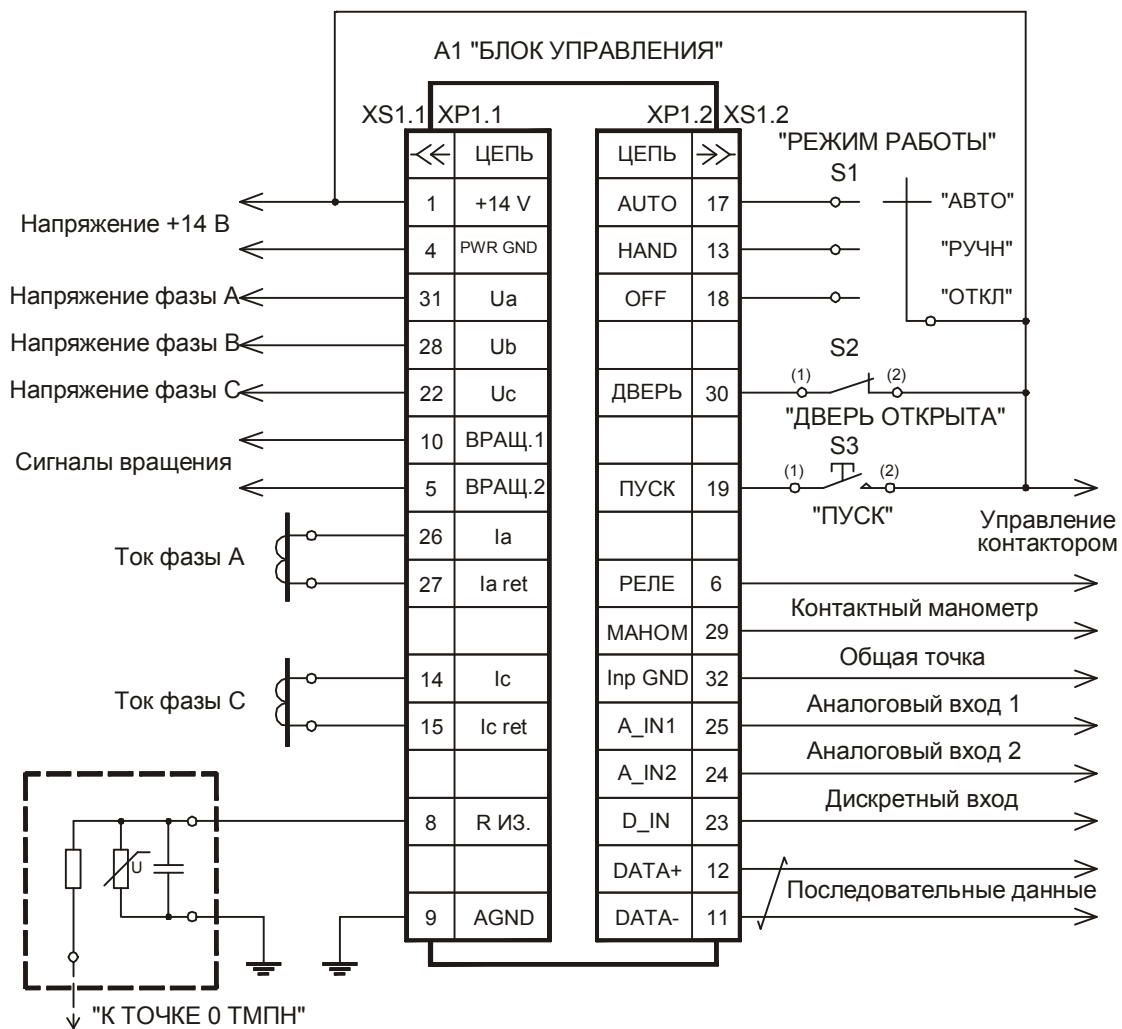 А1 "БЛОК УПРАВЛЕНИЯ"
XS1.1 XP1.1
XP1.2 XS1.2
ЦЕПЬ
1 +14 V
4 PWR GND
31 Ua
28 Ub
22 Uc
10 ВРАЩ.1
5 ВРАЩ.2
26 Ia
27 Ia ret
14 Ic
15 Ic ret
8 R ИЗ.
9 AGND
ЦЕПЬ
AUTO 17
HAND 13
OFF 18
ДВЕРЬ 30
ПУСК 19
РЕЛЕ 6
МАНОМ 29
Inp GND 32
A_IN1 25
A_IN2 24
D_IN 23
DATA+ 12
DATA- 11
Напряжение +14 В
Напряжение фазы А
Напряжение фазы В
Напряжение фазы С
Сигналы вращения
Ток фазы А
Ток фазы С
U
"К ТОЧКЕ 0 ТМПН"
"РЕЖИМ РАБОТЫ"
S1
"АВТО"
"РУЧН"
"ОТКЛ"
S2
(1) (2)
"ДВЕРЬ ОТКРЫТА"
S3
(1) (2)
"ПУСК"
Управление
контактором
Контактный манометр
Общая точка
Аналоговый вход 1
Аналоговый вход 2
Дискретный вход
Последовательные данные